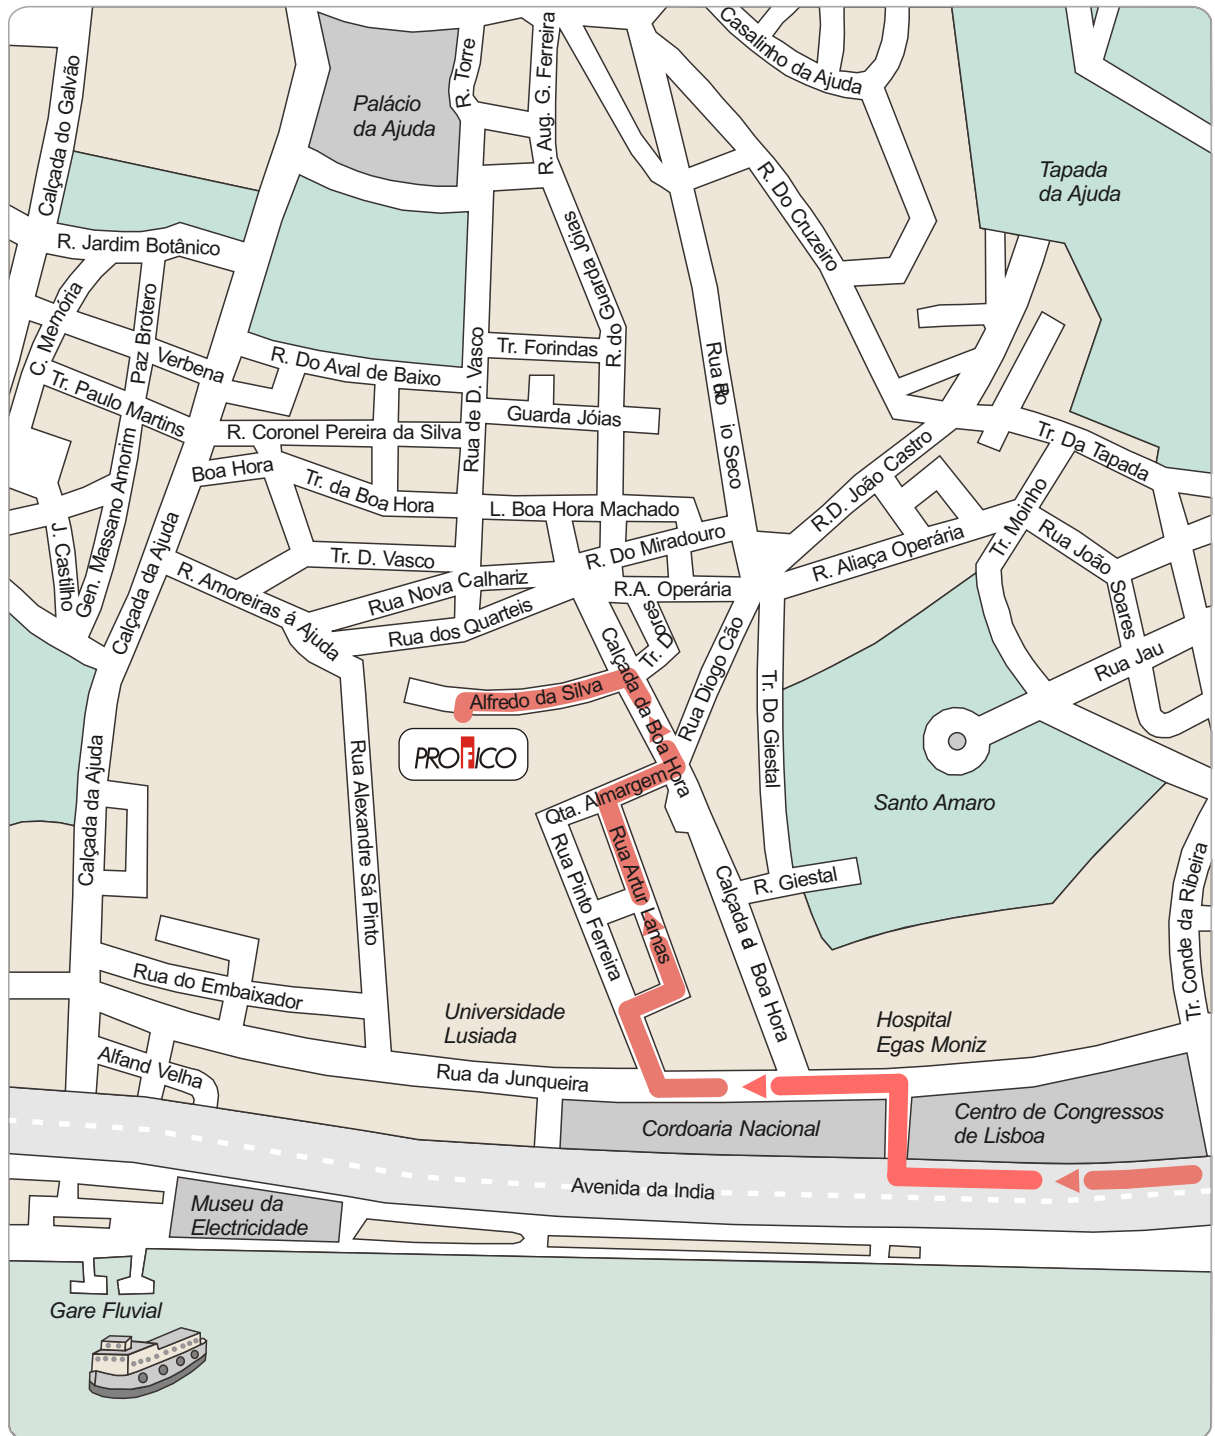 Casalinho da Ajuda
R. Torre
R. Aug. G. Ferreira
Calçada do Galvão
Palácio
da Ajuda
Tapada
da Ajuda
R. Do Cruzeiro
R. Jardim Botânico
R. do Guarda Jóias
C. Memória
Paz Brotero
Verbena
Tr. Paulo Martins
R. Do Aval de Baixo
Rua de D. Vasco
Tr. Forindas
Guarda Jóias
R. Coronel Pereira da Silva
Boa Hora
Tr. da Boa Hora
L. Boa Hora Machado
io Seco
R.D. João Castro
Tr. Da Tapada
Tr. Moinho
Rua João
Soares
Rua Jau
R. Aliaça Operária
R. Do Miradouro
R.A. Operária
Tr. Dores
Gen. Massano Amorim
J. Castilho
Calçada da Ajuda
R. Amoreiras á Ajuda
Tr. D. Vasco
Rua Nova Calhariz
Rua dos Quarteis
Alfredo da Silva
Calçada da Boa Hora
Rua Diogo Cão
Tr. Do Giestal
PROFICO
Qta. Almargem
Rua Artur Lamas
Rua Pinto Ferreira
Santo Amaro
R. Giestal
Calçada d Boa Hora
Calçada da Ajuda
Rua Alexandre Sá Pinto
Tr. Conde da Ribeira
Rua do Embaixador
Universidade
Lusiada
Hospital
Egas Moniz
Alfand Velha
Rua da Junqueira
Cordoaria Nacional
Centro de Congressos
de Lisboa
Avenida da India
Museu da
Electricidade
Gare Fluvial